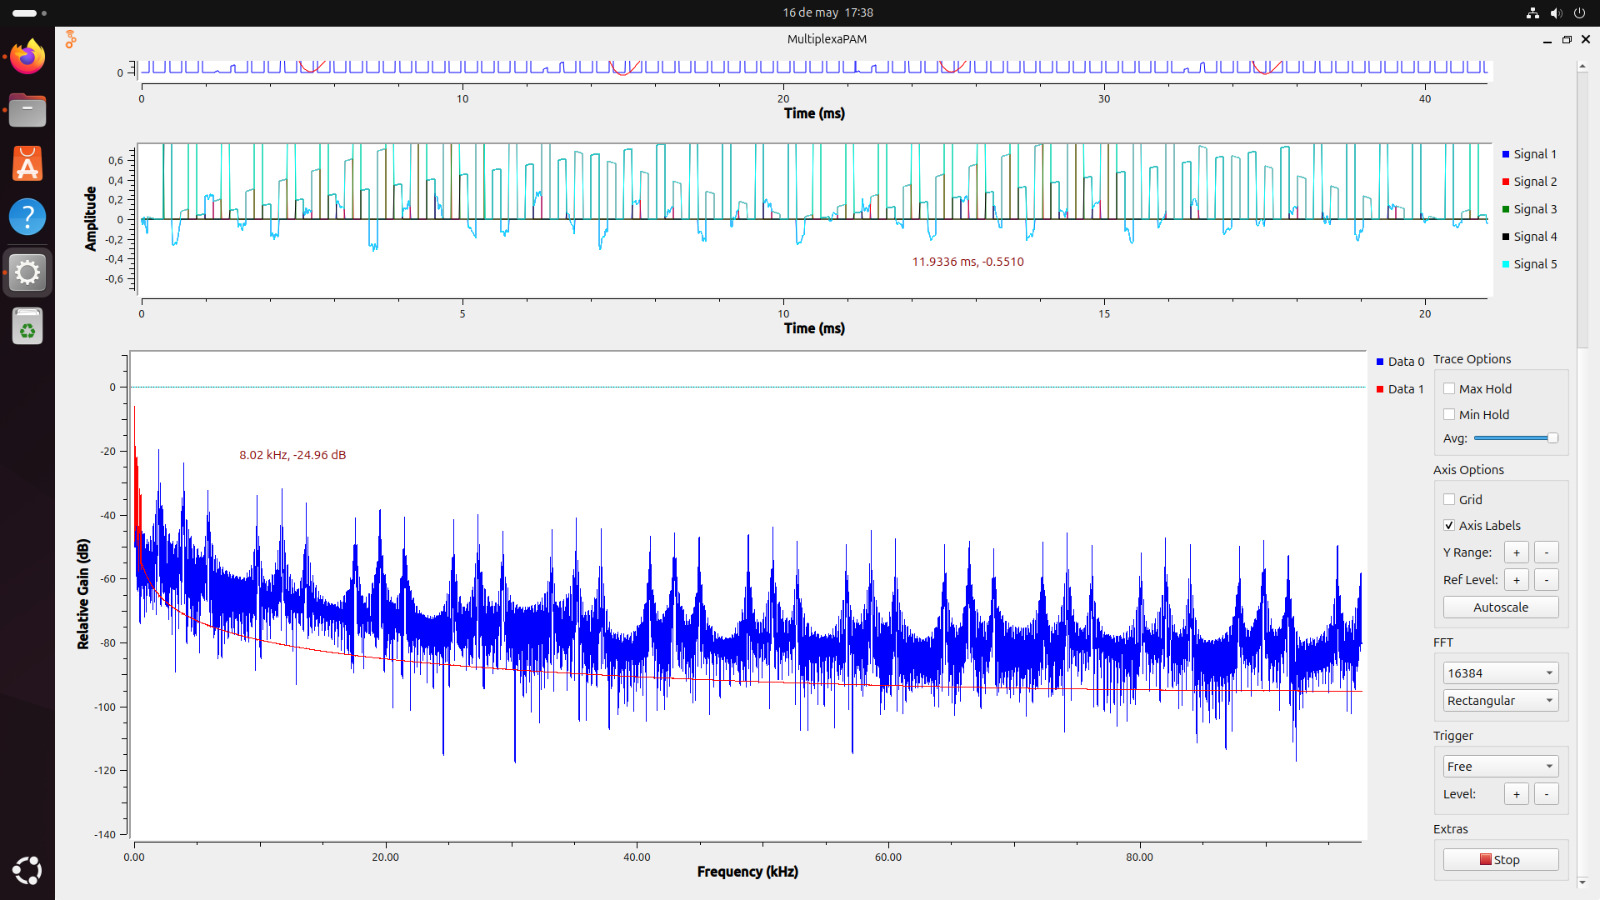 16 de may 17:38
MultiplexaPAM
0
0 10 20 30 40
Time (ms)
0,6
0,4
0,2
0
-0,2
-0,4
-0,6
Amplitude
11.9336 ms, -0.5510
Signal 1
Signal 2
Signal 3
Signal 4
Signal 5
0 5 10 15 20
Time (ms)
0
-20
-40
-60
-80
-100
-120
-140
Relative Gain (dB)
8.02 kHz, -24.96 dB
Data 0
Data 1
0.00 20.00 40.00 60.00 80.00
Frequency (kHz)
Trace Options
Max Hold
Min Hold
Avg:
Axis Options
Grid
Axis Labels
Y Range: + -
Ref Level: + -
Autoscale
FFT
16384
Rectangular
Trigger
Free
Level: + -
Extras
Stop